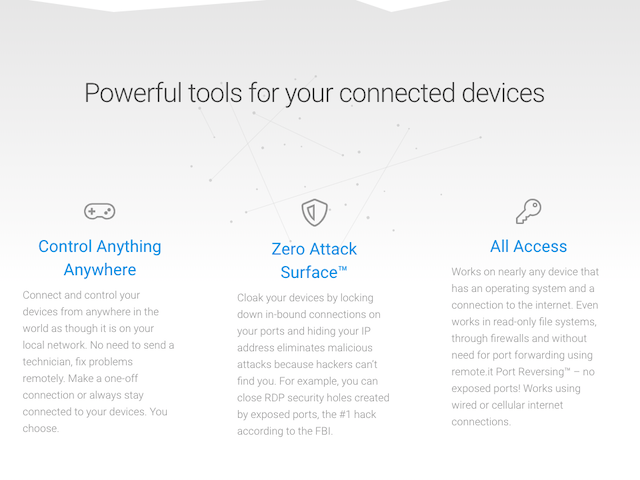 Powerful tools for your connected devices
Control Anything
Anywhere
Connect and control your
devices from anywhere in the
world as though it is on your
local network. No need to send a
technician, fix problems
remotely. Make a one-off
connection or always stay
connected to your devices. You
choose.
Zero Attack
Surface™
Cloak your devices by locking
down in-bound connections on
your ports and hiding your IP
address eliminates malicious
attacks because hackers can't
find you. For example, you can
close RDP security holes created
by exposed ports, the #1 hack
according to the FBI.
All Access
Works on nearly any device that
has an operating system and a
connection to the internet. Even
works in read-only file systems,
through firewalls and without
need for port forwarding using
remote.it Port Reversing™ – no
exposed ports! Works using
wired or cellular internet
connections.